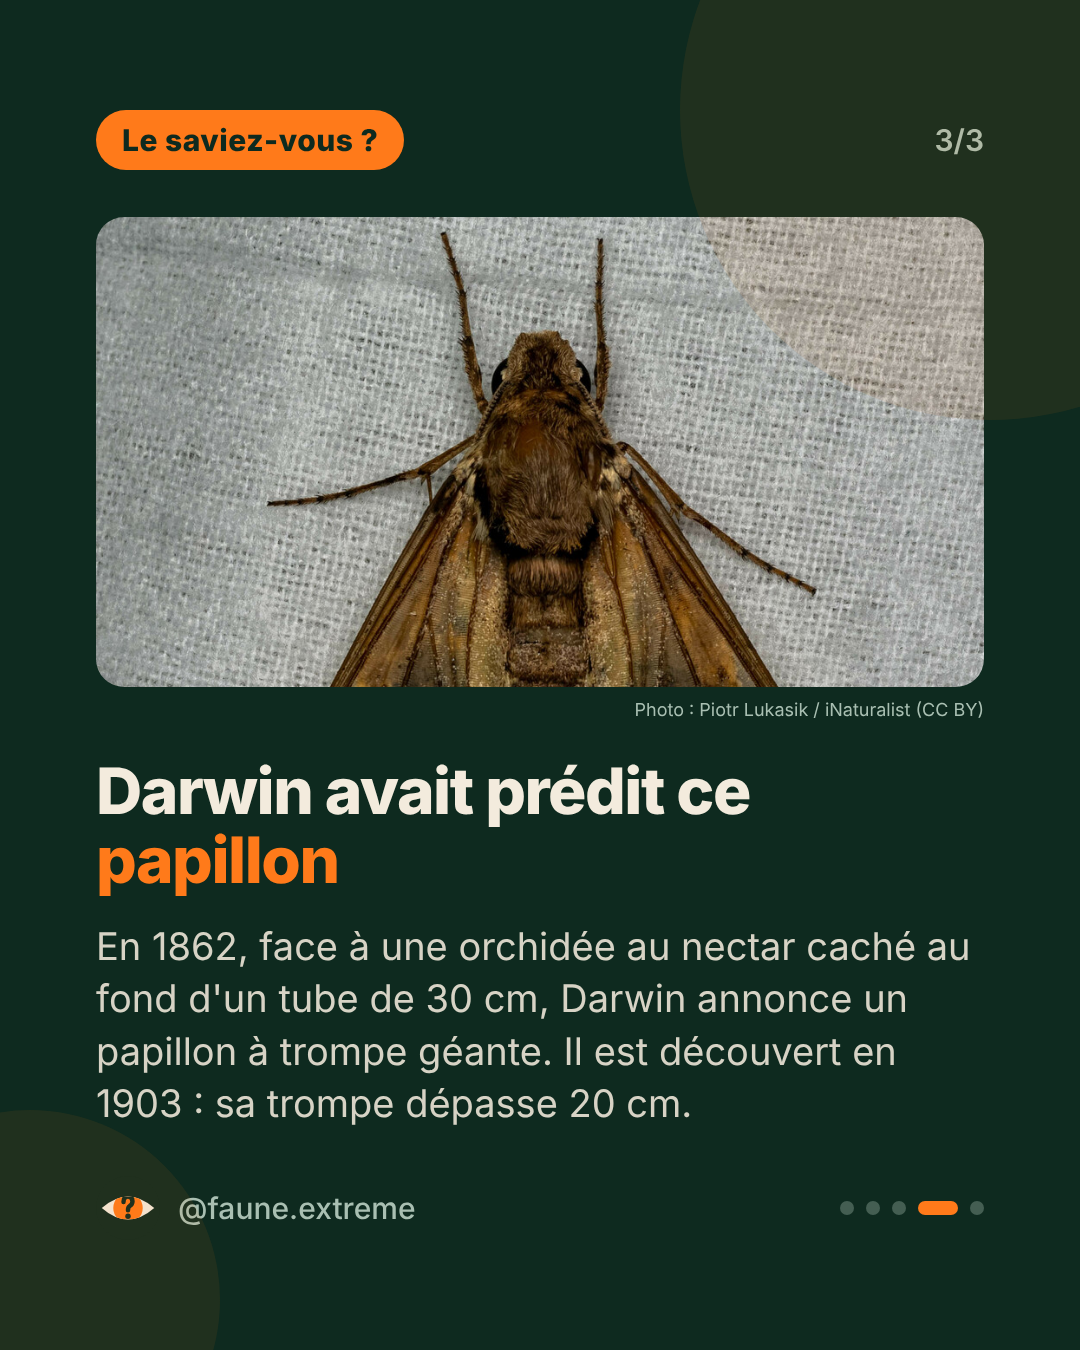 Le saviez-vous ?
3/3
Photo : Piotr Lukasik / iNaturalist (CC BY)
Darwin avait prédit ce
papillon
En 1862, face à une orchidée au nectar caché au
fond d'un tube de 30 cm, Darwin annonce un
papillon à trompe géante. Il est découvert en
1903 : sa trompe dépasse 20 cm.
?
@faune.extreme